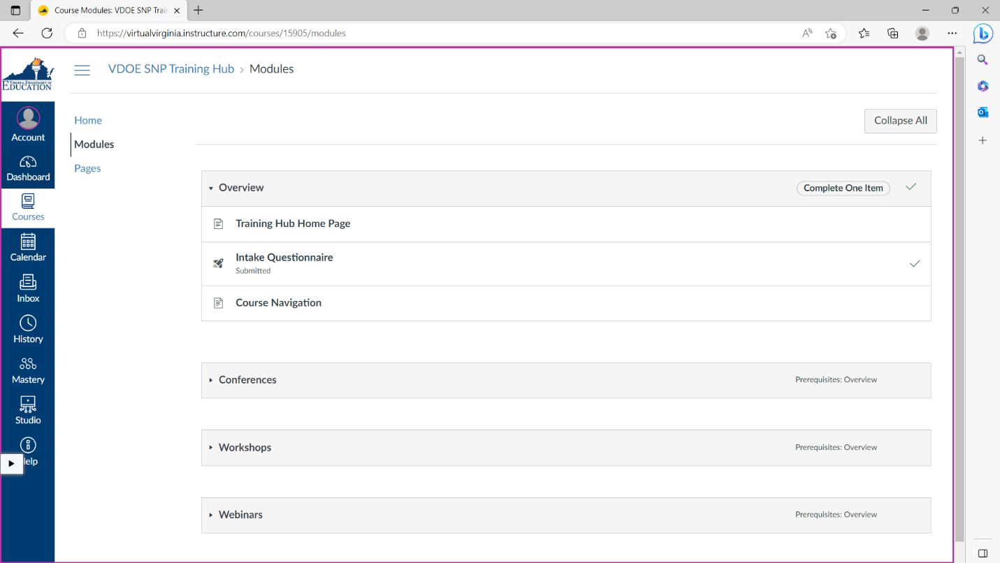 Course Modules: VDOE SNP Trai
https://virtualvirginia.instructure.com/courses/15905/modules
VIRGINIA DEPARTMENT OF
EDUCATION
VDOE SNP Training Hub › Modules
Account
Dashboard
Courses
Calendar
Inbox
History
Mastery
Studio
elp
Home
Modules
Pages
Collapse All
Overview
Complete One Item
Training Hub Home Page
Intake Questionnaire
Submitted
Course Navigation
Conferences
Prerequisites: Overview
Workshops
Prerequisites: Overview
Webinars
Prerequisites: Overview